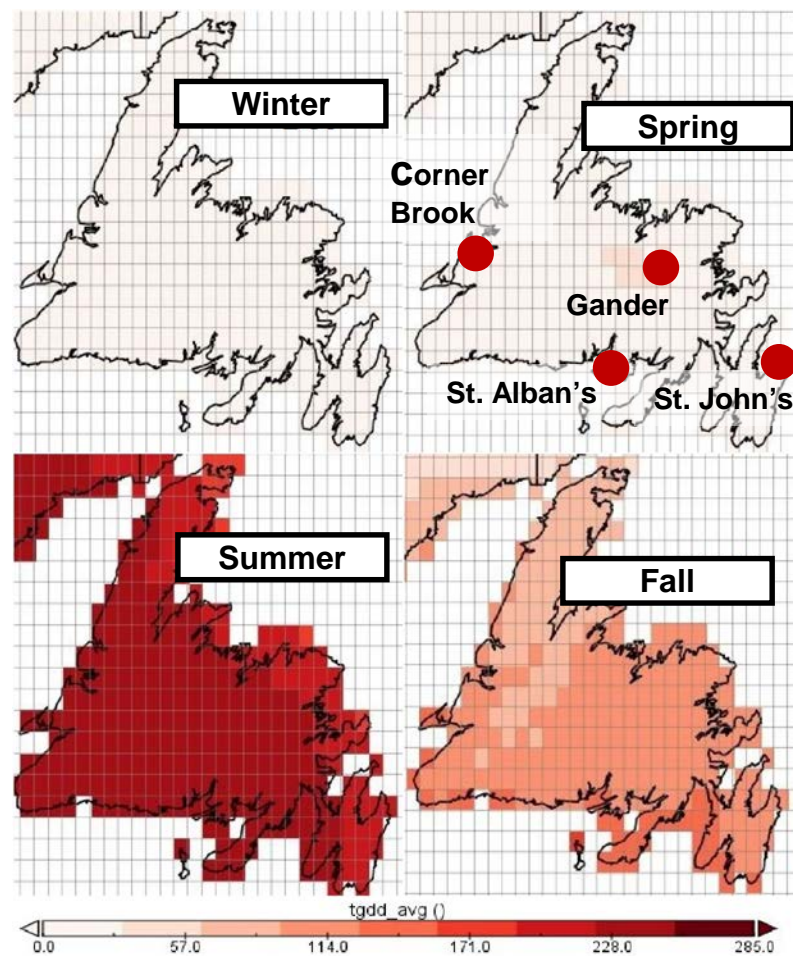 Winter
Spring
Corner
Brook
Gander
St. Alban's
St. John's
Summer
Fall
tgdd_avg ()
0.0 57.0 114.0 171.0 228.0 285.0